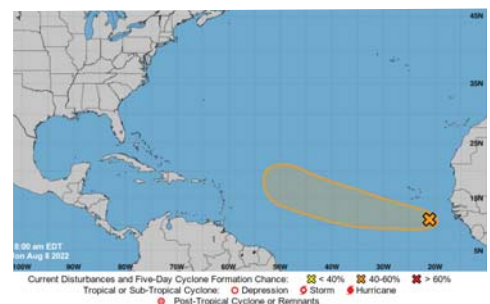 45N
35N
25N
15N
5N
8:00 am EDT
Mon Aug 8 2022
100W 90W 80W 70W 60W 50W 40W 30W 20W
Current Disturbances and Five-Day Cyclone Formation Chance: < 40% 40-60% > 60%
Tropical or Sub-Tropical Cyclone: Depression Storm Hurricane
Post-Tropical Cyclone or Remnants